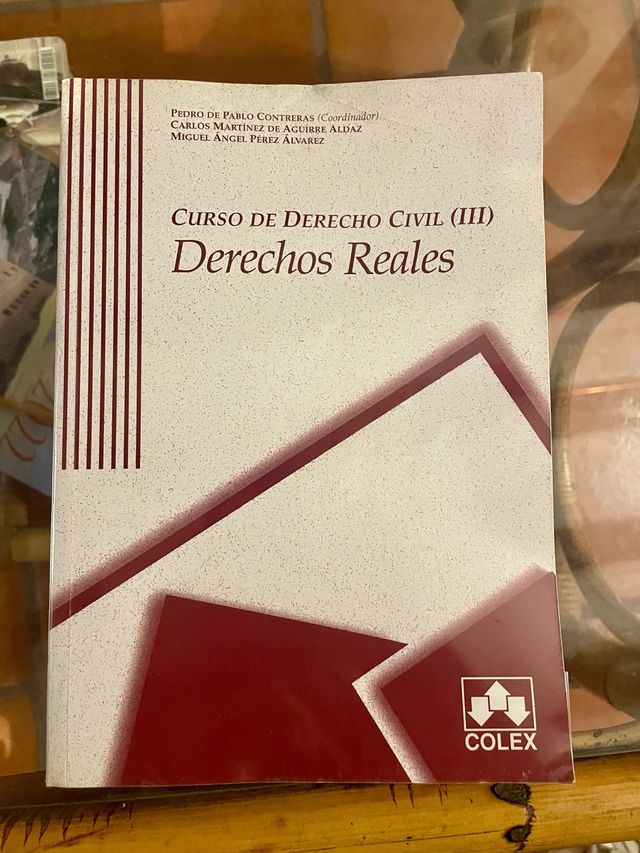 PEDRO DE PABLO CONTRERAS (Coordinador)
CARLOS MARTÍNEZ DE AGUIRRE ALDAZ
MIGUEL ÁNGEL PÉREZ ÁLVAREZ
CURSO DE DERECHO CIVIL (III)
Derechos Reales
COLEX